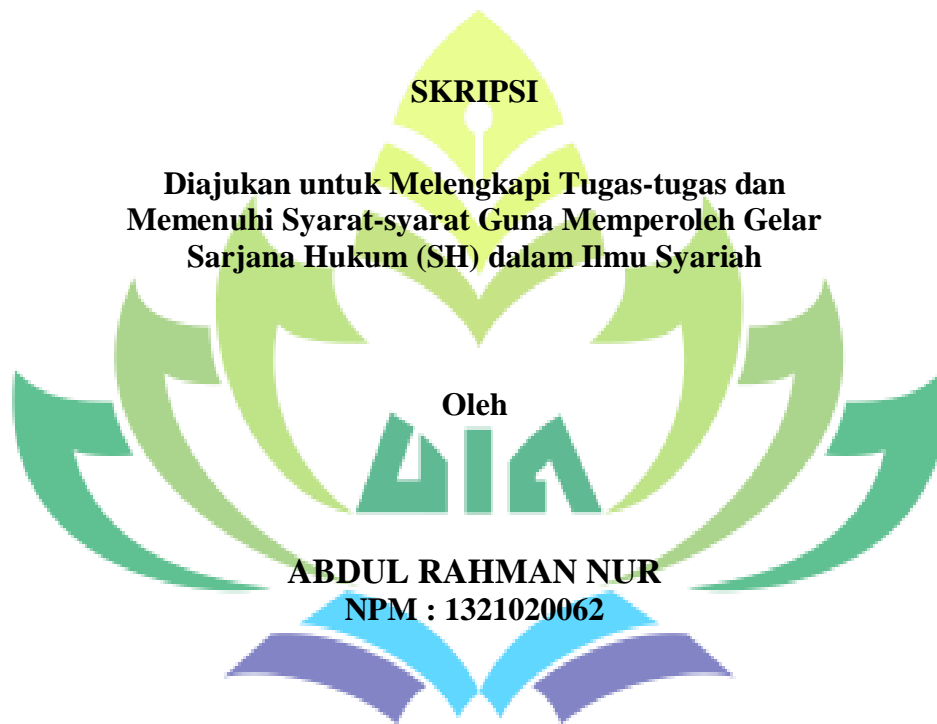 SKRIPSI
Diajukan untuk Melengkapi Tugas-tugas dan
Memenuhi Syarat-syarat Guna Memperoleh Gelar
Sarjana Hukum (SH) dalam Ilmu Syariah
Oleh
UIN
ABDUL RAHMAN NUR
NPM : 1321020062